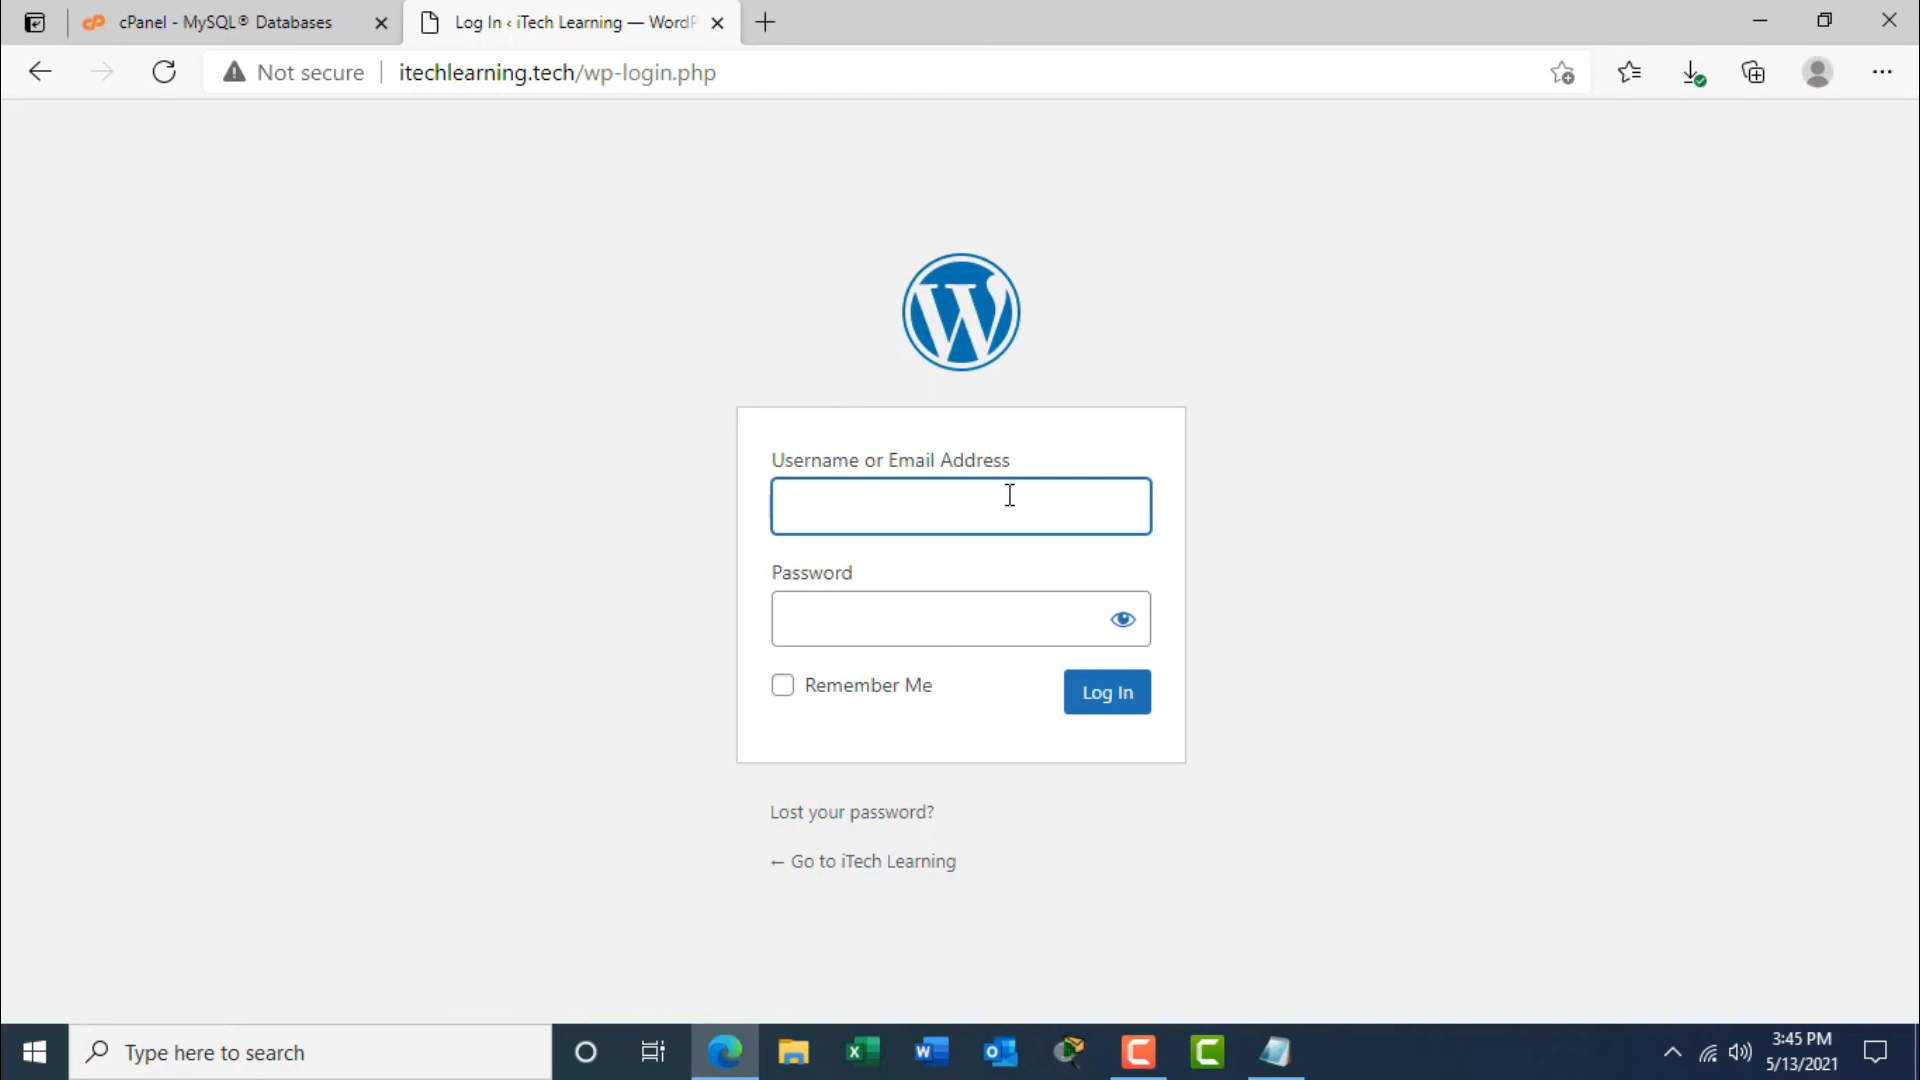 cPanel - MySQL® Databases
Log In ‹ iTech Learning — WordP
Not secure
itechlearning.tech/wp-login.php
Username or Email Address
Password
Remember Me
Log In
Lost your password?
← Go to iTech Learning
Type here to search
3:45 PM
5/13/2021